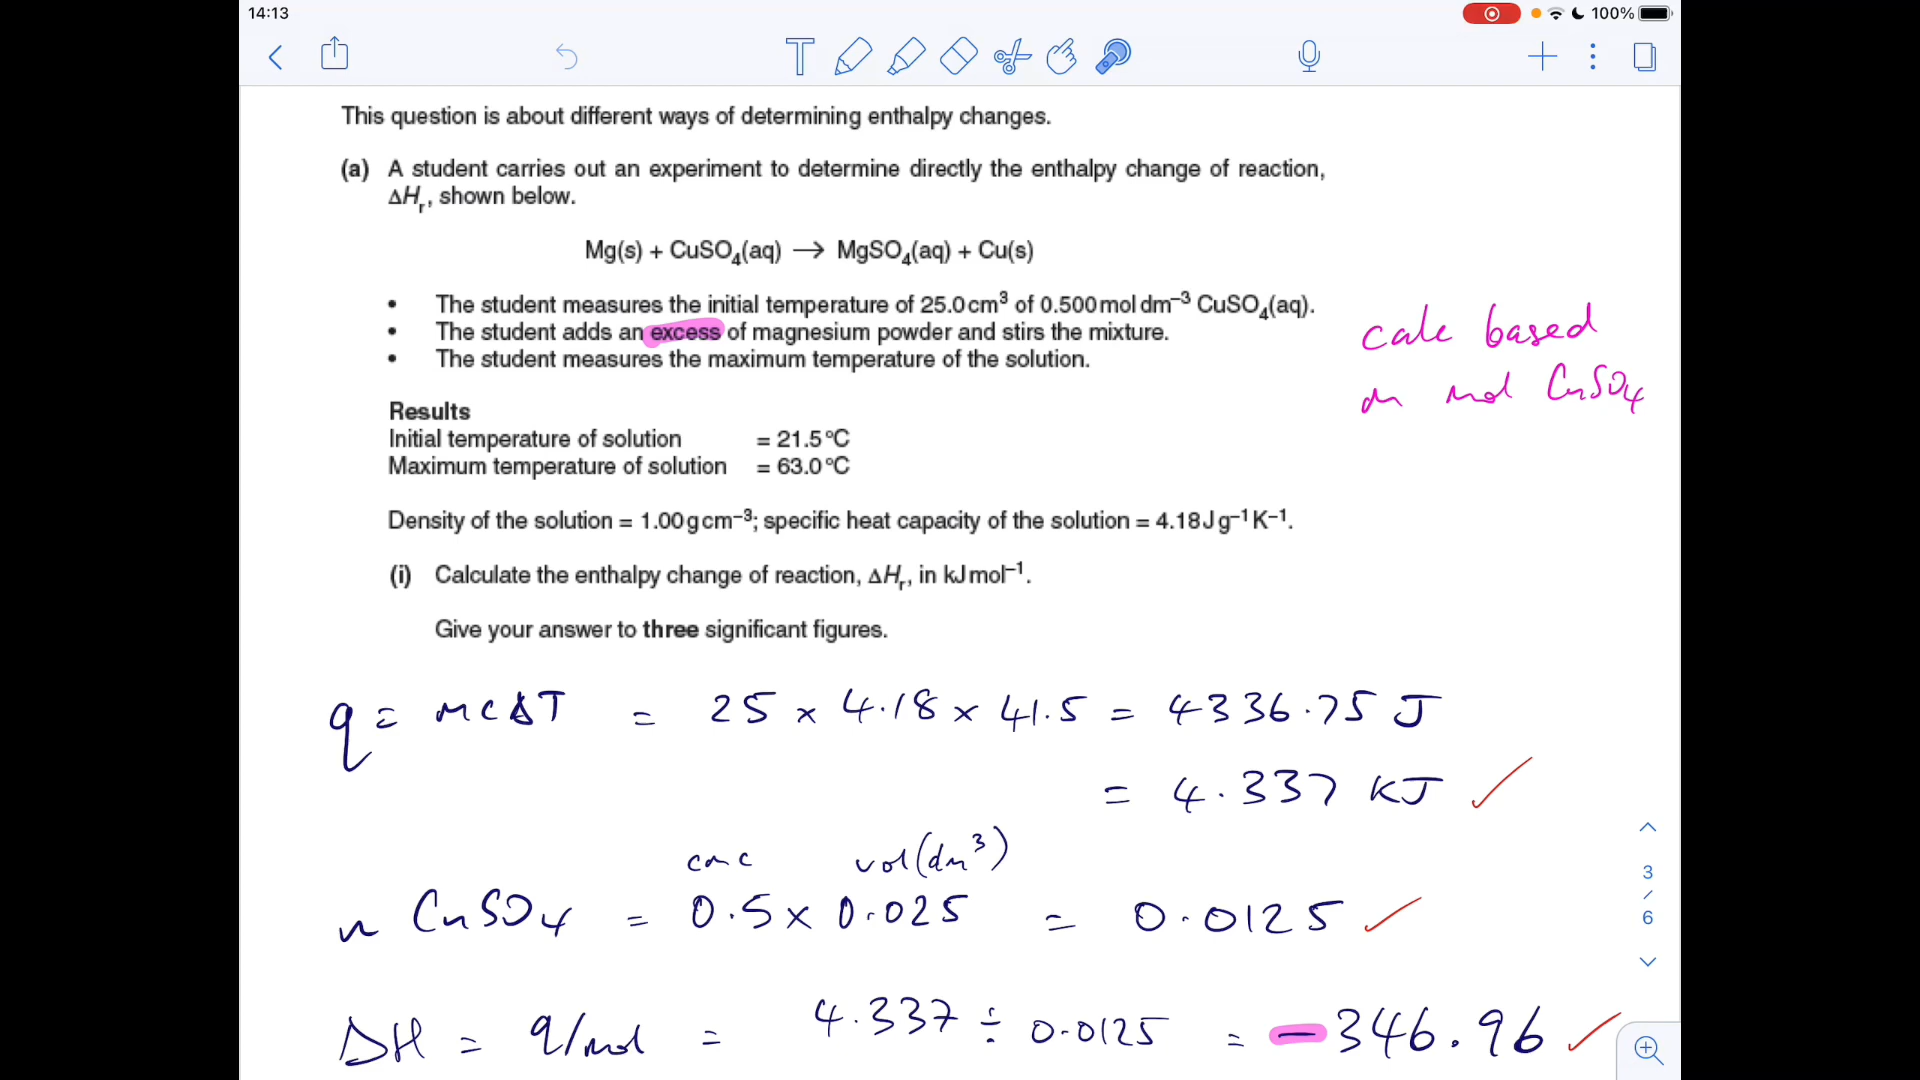 14:13
100%
This question is about different ways of determining enthalpy changes.
(a) A student carries out an experiment to determine directly the enthalpy change of reaction,
ΔHᵣ, shown below.
Mg(s) + CuSO₄(aq) → MgSO₄(aq) + Cu(s)
• The student measures the initial temperature of 25.0 cm³ of 0.500 mol dm⁻³ CuSO₄(aq).
• The student adds an excess of magnesium powder and stirs the mixture.
• The student measures the maximum temperature of the solution.
calc based
on mol CuSO₄
Results
Initial temperature of solution = 21.5 °C
Maximum temperature of solution = 63.0 °C
Density of the solution = 1.00 g cm⁻³; specific heat capacity of the solution = 4.18 J g⁻¹ K⁻¹.
(i) Calculate the enthalpy change of reaction, ΔHᵣ, in kJ mol⁻¹.
Give your answer to three significant figures.
q = mcΔT = 25 × 4.18 × 41.5 = 4336.75 J
= 4.337 KJ ✓
conc vol(dm³)
n CuSO₄ = 0.5 × 0.025 = 0.0125 ✓
ΔH = q/mol = 4.337 ÷ 0.0125 = -346.96 ✓
3
/
6